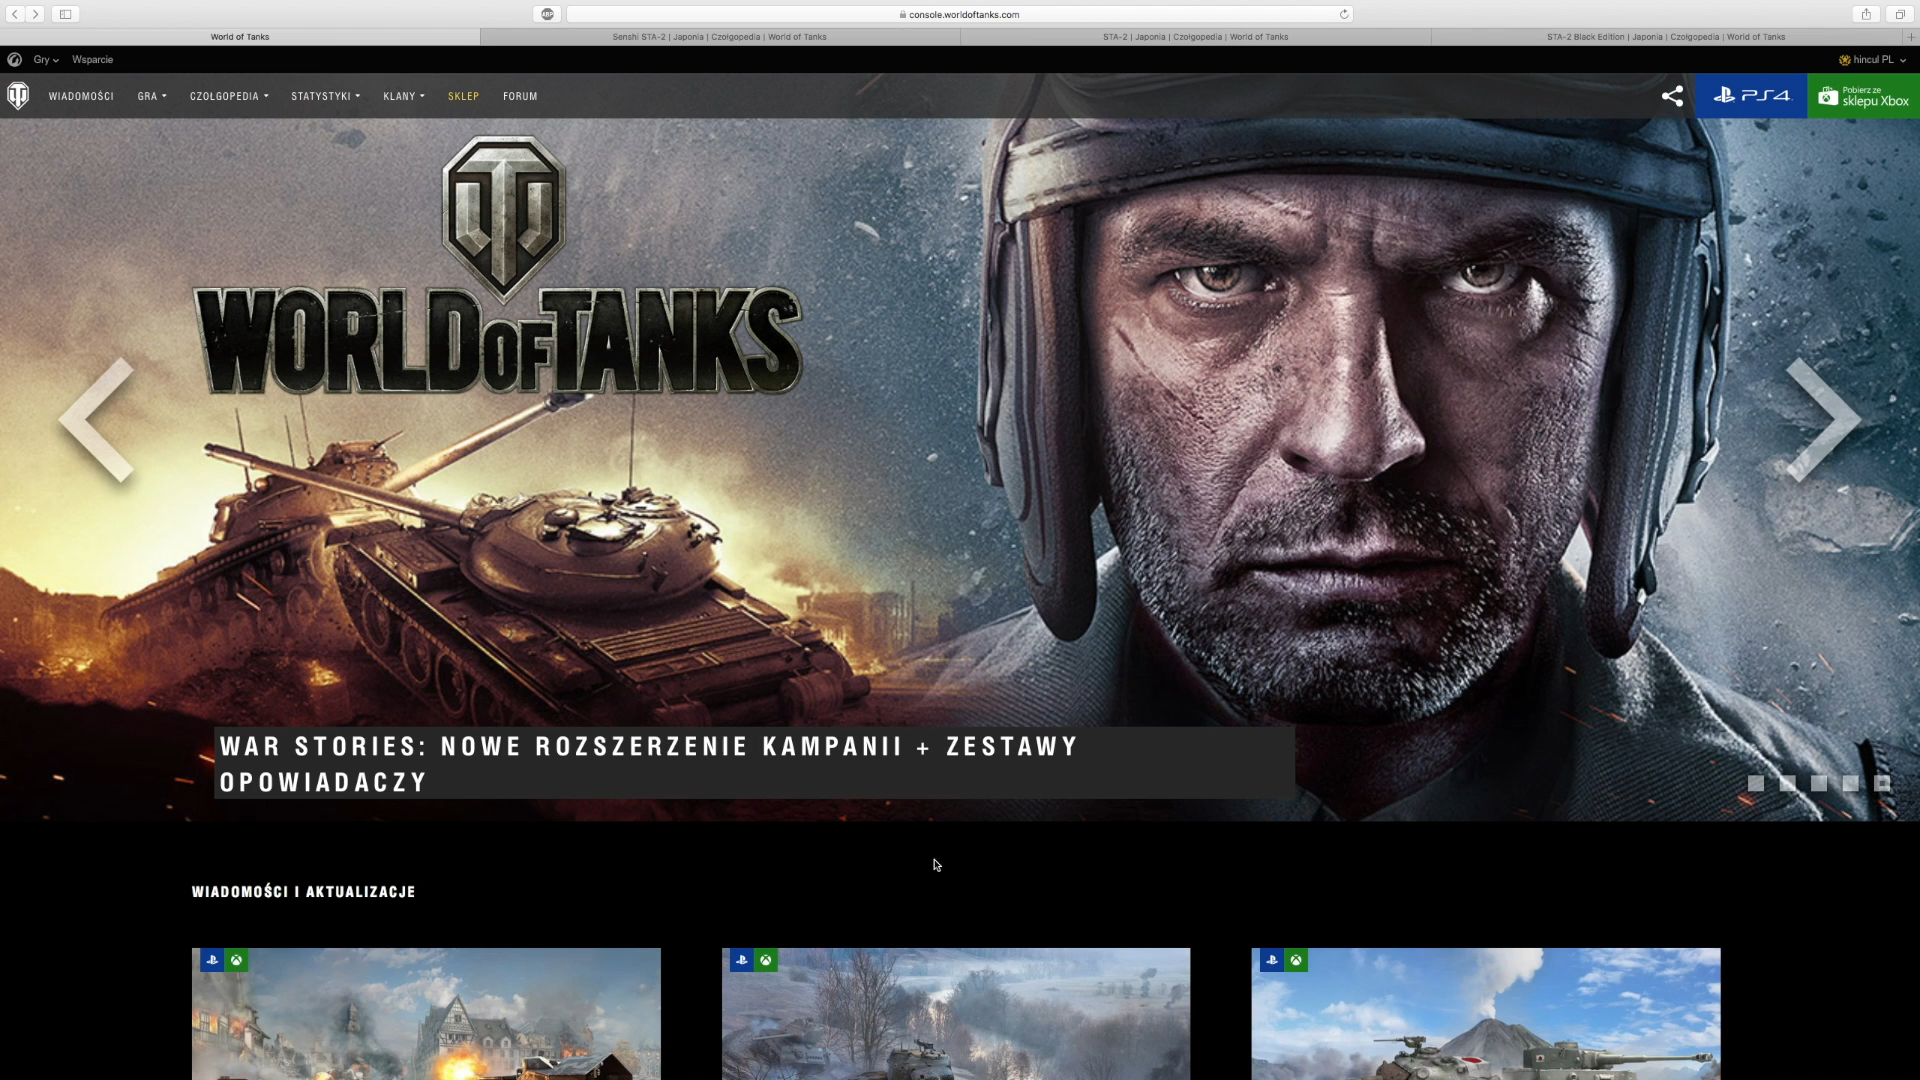 ABP
console.worldoftanks.com
World of Tanks
Senshi STA-2 | Japonia | Czołgopedia | World of Tanks
STA-2 | Japonia | Czołgopedia | World of Tanks
STA-2 Black Edition | Japonia | Czołgopedia | World of Tanks
Gry
Wsparcie
hincul PL
WIADOMOŚCI
GRA
CZOŁGOPEDIA
STATYSTYKI
KLANY
SKLEP
FORUM
PS4
Pobierz ze
sklepu Xbox
WORLD OF TANKS
WAR STORIES: NOWE ROZSZERZENIE KAMPANII + ZESTAWY
OPOWIADACZY
WIADOMOŚCI I AKTUALIZACJE